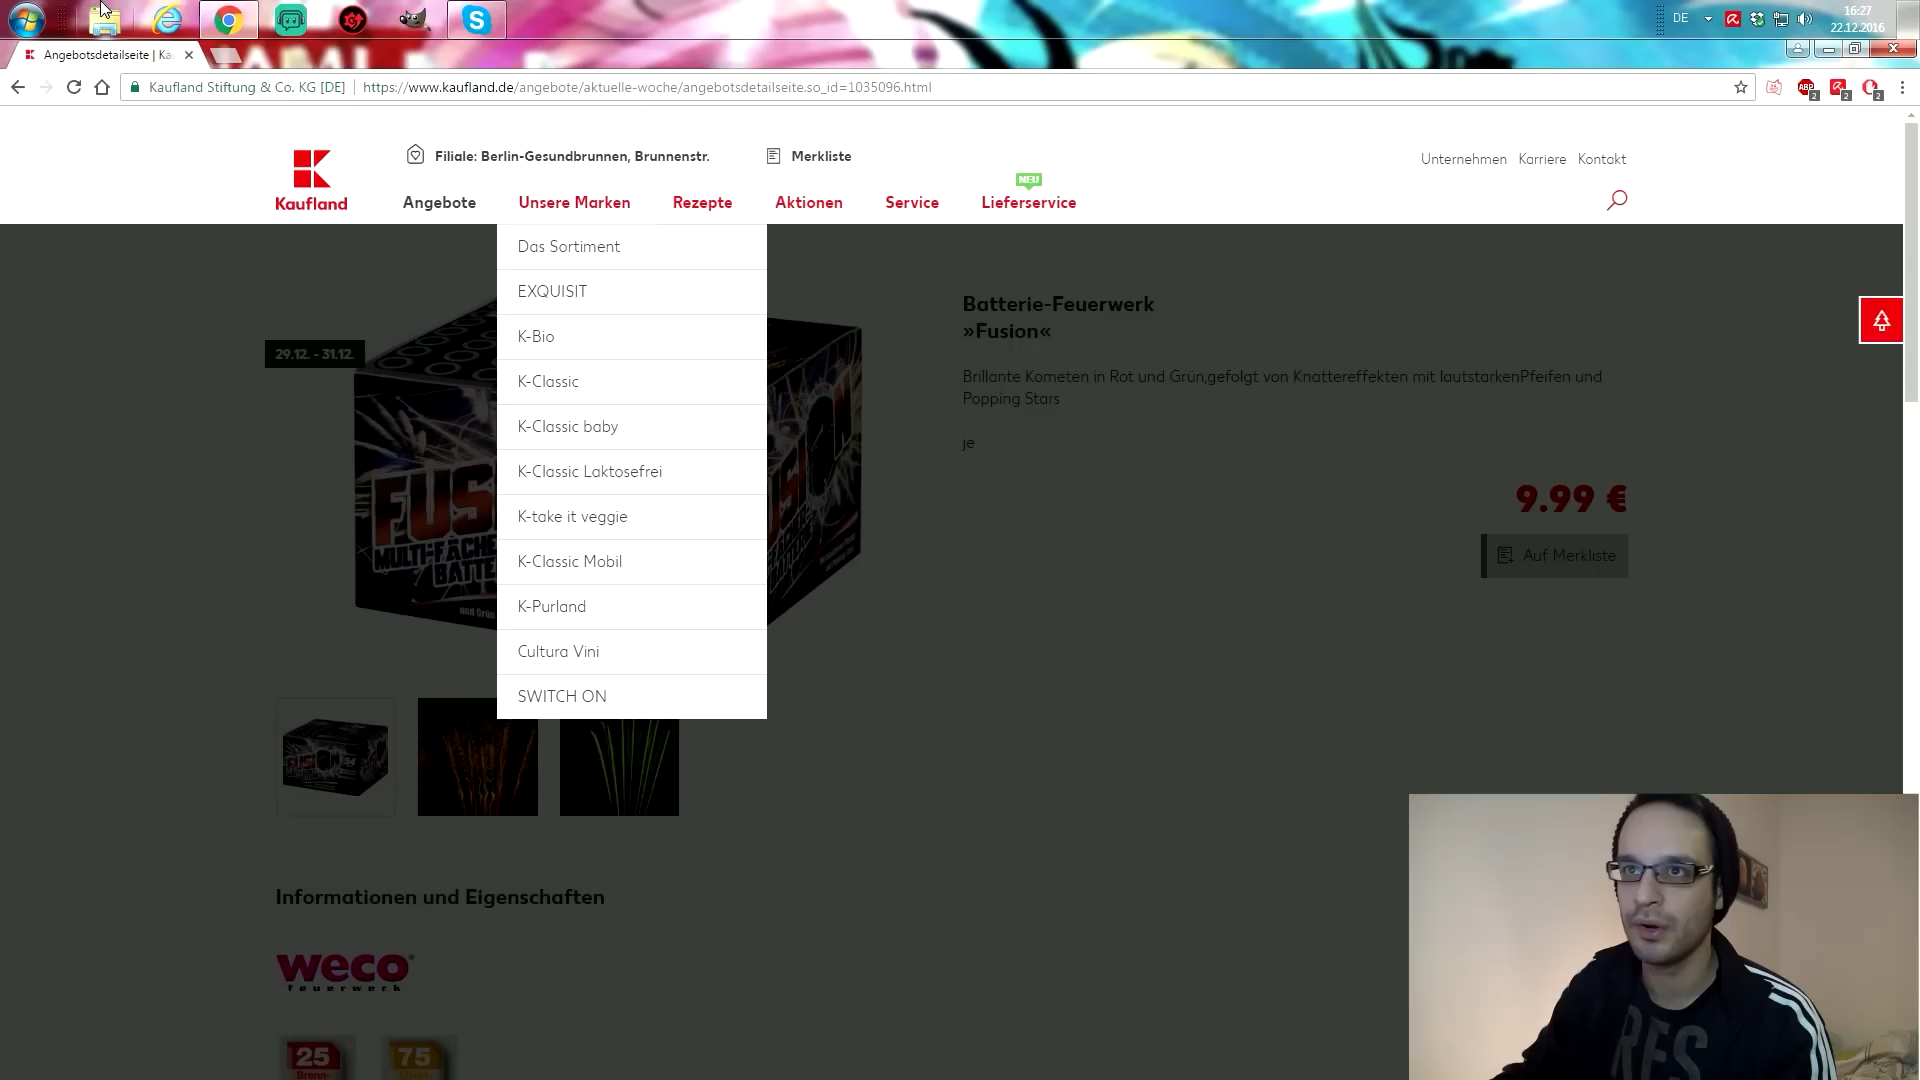 DE
16:27
22.12.2016
Angebotsdetailseite | Ka
Kaufland Stiftung & Co. KG [DE]
https://www.kaufland.de/angebote/aktuelle-woche/angebotsdetailseite.so_id=1035096.html
ABP
2
2
2
Filiale: Berlin-Gesundbrunnen, Brunnenstr.
Merkliste
Unternehmen Karriere Kontakt
Kaufland
NEU
Angebote Unsere Marken Rezepte Aktionen Service Lieferservice
Das Sortiment
EXQUISIT
K-Bio
K-Classic
K-Classic baby
K-Classic Laktosefrei
K-take it veggie
K-Classic Mobil
K-Purland
Cultura Vini
SWITCH ON
29.12. - 31.12.
Batterie-Feuerwerk
»Fusion«
Brillante Kometen in Rot und Grün,gefolgt von Knattereffekten mit lautstarkenPfeifen und
Popping Stars
je
9.99 €
Auf Merkliste
Informationen und Eigenschaften
weco
feuerwerk
25
Brenn-
75